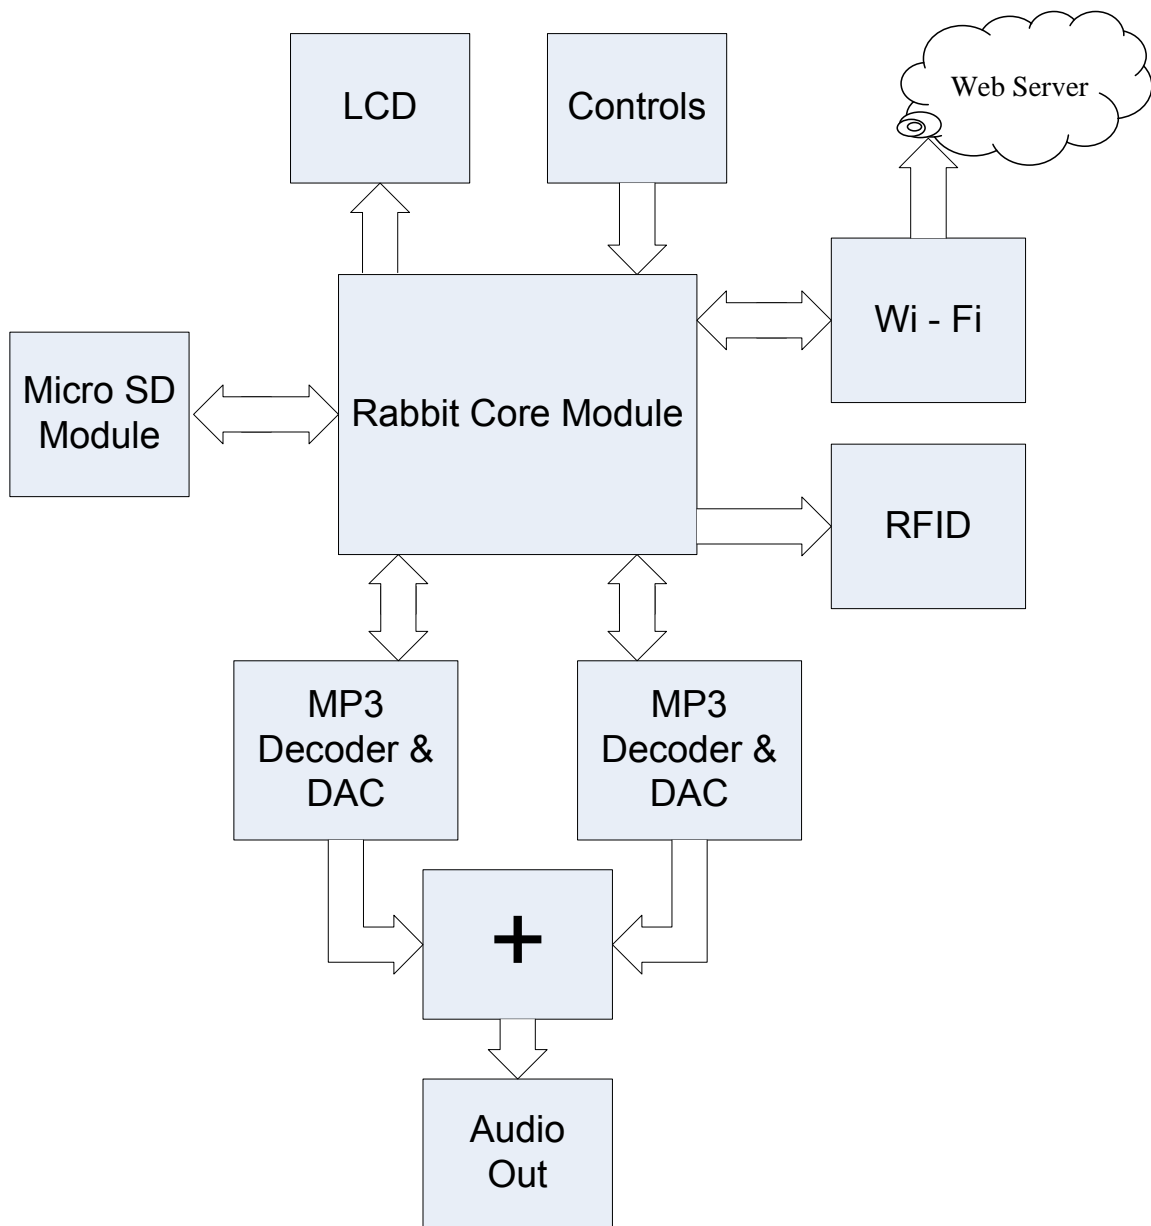 LCD
Controls
Web Server
Wi - Fi
Micro SD
Module
Rabbit Core Module
RFID
MP3
Decoder &
DAC
MP3
Decoder &
DAC
+
Audio
Out